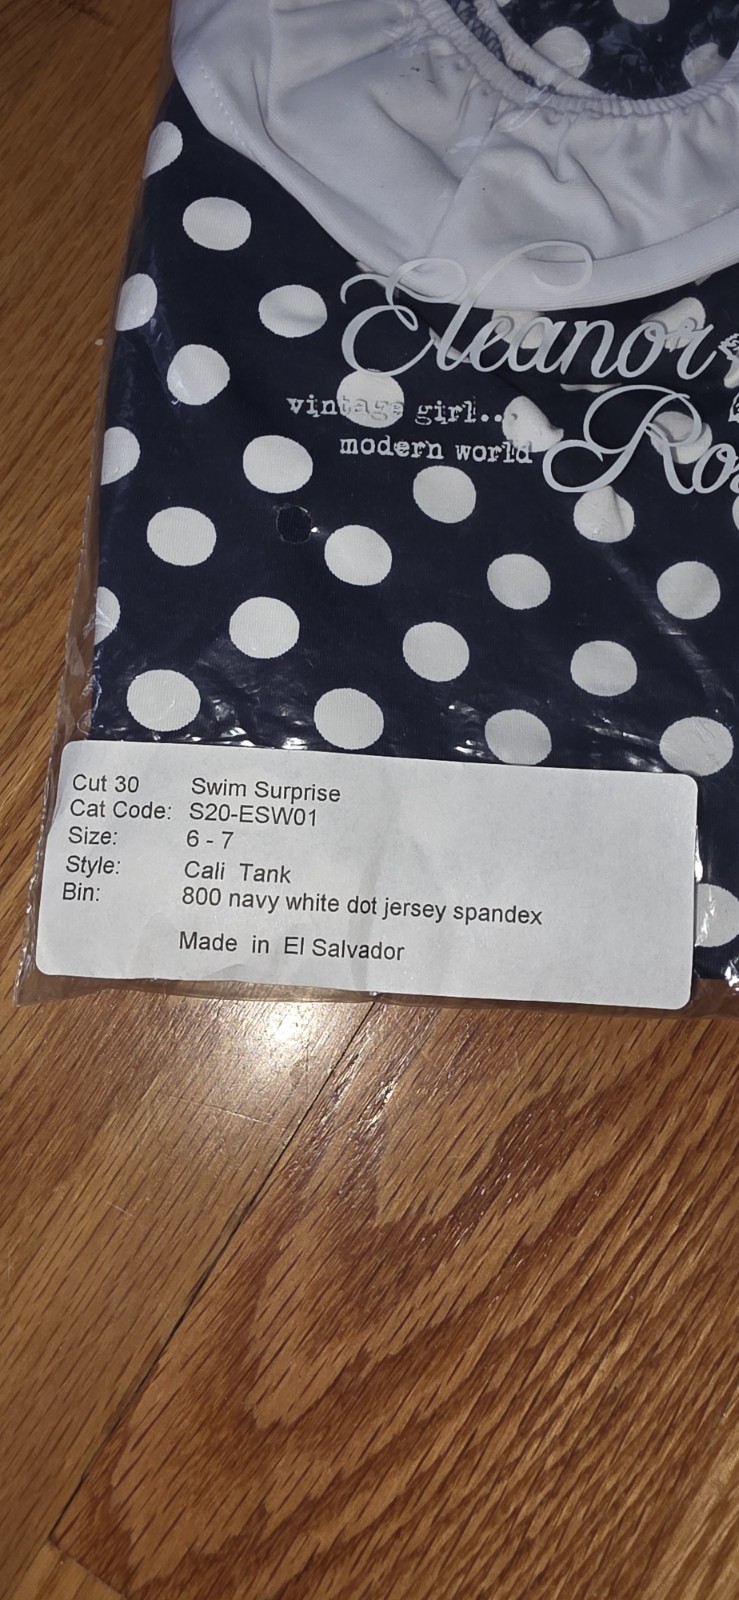 Eleanor
vintage girl...
modern world
Cut 30 Swim Surprise
Cat Code: S20-ESW01
Size: 6 - 7
Style: Cali Tank
Bin: 800 navy white dot jersey spandex
Made in El Salvador